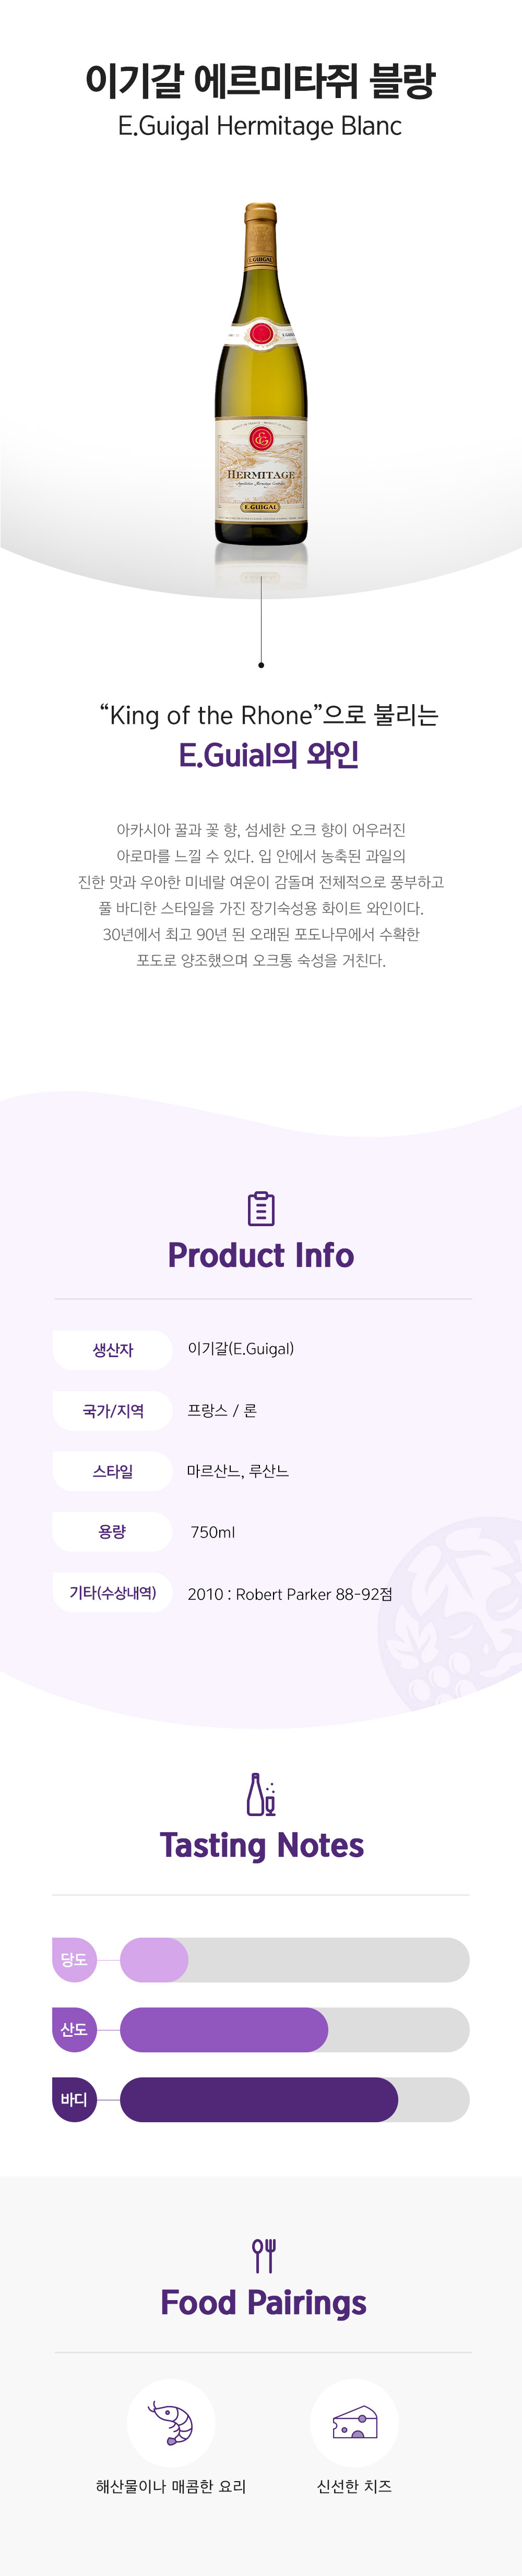 이기갈 에르미타쥐 블랑
E.Guigal Hermitage Blanc
E.GUIGAL
HERMITAGE
E.GUIGAL
“King of the Rhone”으로 불리는
E.Guial의 와인
아카시아 꿀과 꽃 향, 섬세한 오크 향이 어우러진
아로마를 느낄 수 있다. 입 안에서 농축된 과일의
진한 맛과 우아한 미네랄 여운이 감돌며 전체적으로 풍부하고
풀 바디한 스타일을 가진 장기숙성용 화이트 와인이다.
30년에서 최고 90년 된 오래된 포도나무에서 수확한
포도로 양조했으며 오크통 숙성을 거친다.
Product Info
생산자 이기갈(E.Guigal)
국가/지역 프랑스 / 론
스타일 마르산느, 루산느
용량 750ml
기타(수상내역) 2010 : Robert Parker 88-92점
Tasting Notes
당도
산도
바디
Food Pairings
해산물이나 매콤한 요리 신선한 치즈